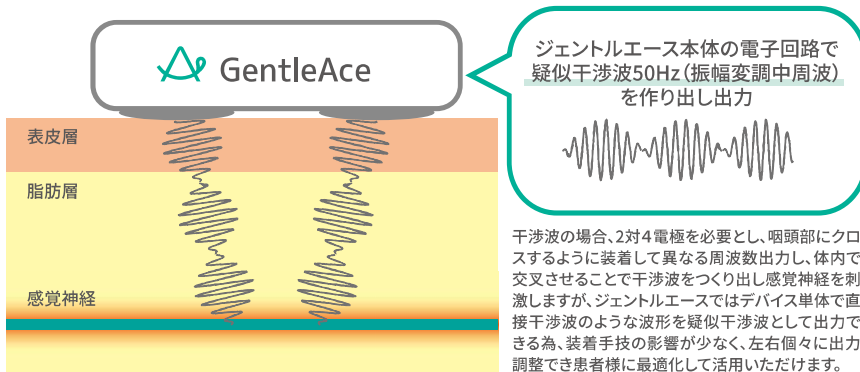 GentleAce
表皮層
脂肪層
感覚神経
ジェントルエース本体の電子回路で
疑似干渉波50Hz（振幅変調中周波）
を作り出し出力
干渉波の場合、2対4電極を必要とし、咽頭部にクロ
スするように装着して異なる周波数出力し、体内で
交叉させることで干渉波をつくり出し感覚神経を刺
激しますが、ジェントルエースではデバイス単体で直
接干渉波のような波形を疑似干渉波として出力で
きる為、装着手技の影響が少なく、左右個々に出力
調整でき患者様に最適化して活用いただけます。